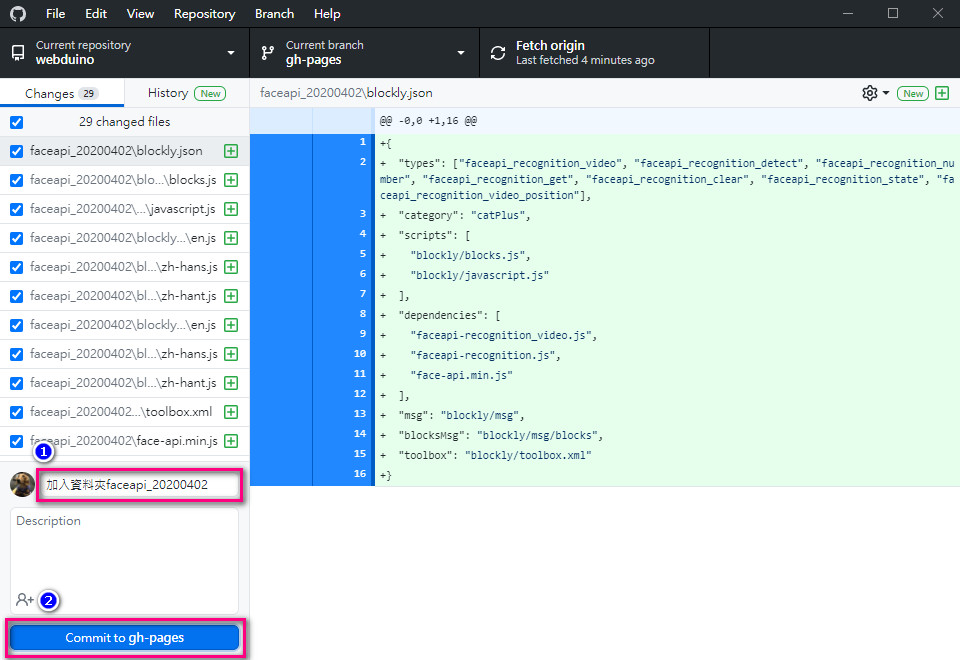 File Edit View Repository Branch Help
Current repository
webduino
Current branch
gh-pages
Fetch origin
Last fetched 4 minutes ago
Changes 29
History New
faceapi_20200402\blockly.json
New
29 changed files
faceapi_20200402\blockly.json
faceapi_20200402\blo...\blocks.js
faceapi_20200402\...\javascript.js
faceapi_20200402\blockly...\en.js
faceapi_20200402\bl...\zh-hans.js
faceapi_20200402\bl...\zh-hant.js
faceapi_20200402\blockly...\en.js
faceapi_20200402\bl...\zh-hans.js
faceapi_20200402\bl...\zh-hant.js
faceapi_20200402...\toolbox.xml
faceapi_20200402\face-api.min.js
1
加入資料夾faceapi_20200402
Description
2
Commit to gh-pages
@@ -0,0 +1,16 @@
1 +{
2 + "types": ["faceapi_recognition_video", "faceapi_recognition_detect", "faceapi_recognition_nu
mber", "faceapi_recognition_get", "faceapi_recognition_clear", "faceapi_recognition_state", "fa
ceapi_recognition_video_position"],
3 + "category": "catPlus",
4 + "scripts": [
5 + "blockly/blocks.js",
6 + "blockly/javascript.js"
7 + ],
8 + "dependencies": [
9 + "faceapi-recognition_video.js",
10 + "faceapi-recognition.js",
11 + "face-api.min.js"
12 + ],
13 + "msg": "blockly/msg",
14 + "blocksMsg": "blockly/msg/blocks",
15 + "toolbox": "blockly/toolbox.xml"
16 +}